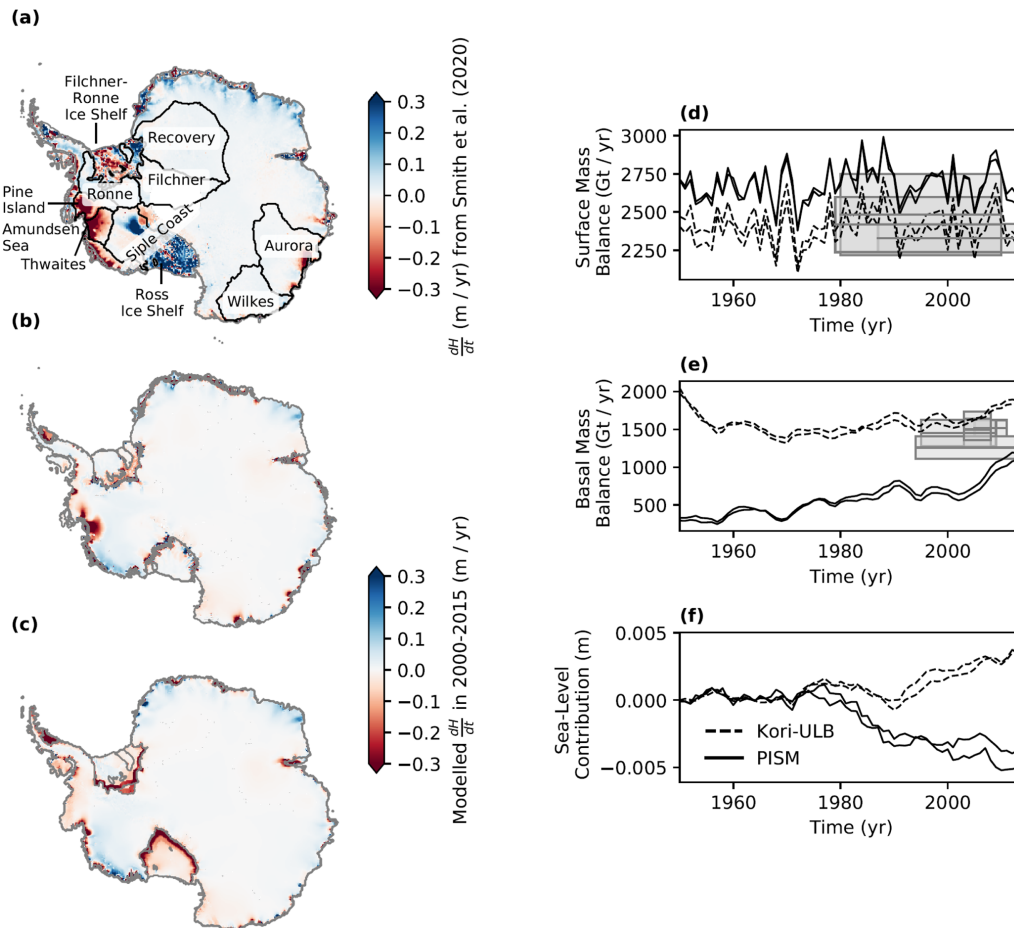 (a)
Filchner-
Ronne
Ice Shelf
Recovery
Filchner
Ronne
Pine
Island
Amundsen
Sea
Thwaites
Siple Coast
Aurora
Wilkes
Ross
Ice Shelf
0.3
0.2
0.1
0.0
−0.1
−0.2
−0.3
dH/dt (m / yr) from Smith et al. (2020)
(b)
(c)
0.3
0.2
0.1
0.0
−0.1
−0.2
−0.3
Modelled dH/dt in 2000-2015 (m / yr)
(d)
Surface Mass
Balance (Gt / yr)
3000
2750
2500
2250
1960
1980
2000
Time (yr)
(e)
Basal Mass
Balance (Gt / yr)
2000
1500
1000
500
1960
1980
2000
Time (yr)
(f)
Sea-Level
Contribution (m)
0.005
0.000
−0.005
Kori-ULB
PISM
1960
1980
2000
Time (yr)